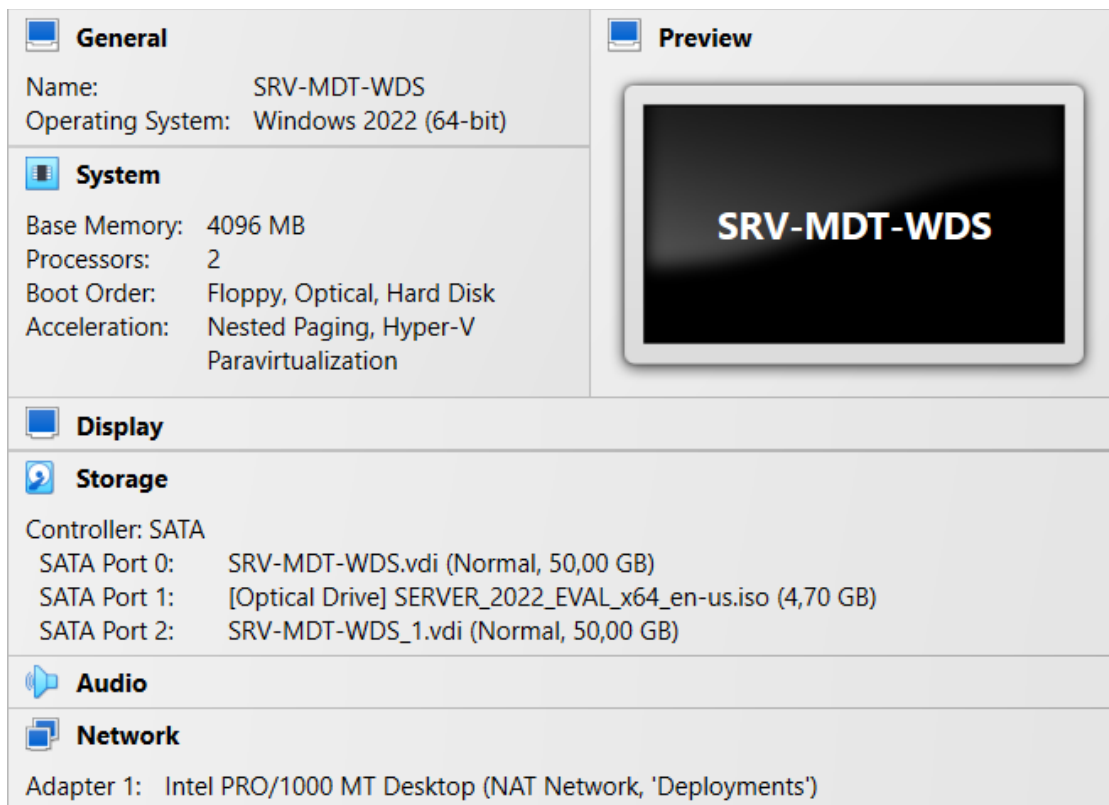 General
Name: SRV-MDT-WDS
Operating System: Windows 2022 (64-bit)
System
Base Memory: 4096 MB
Processors: 2
Boot Order: Floppy, Optical, Hard Disk
Acceleration: Nested Paging, Hyper-V
Paravirtualization
Preview
SRV-MDT-WDS
Display
Storage
Controller: SATA
SATA Port 0: SRV-MDT-WDS.vdi (Normal, 50,00 GB)
SATA Port 1: [Optical Drive] SERVER_2022_EVAL_x64_en-us.iso (4,70 GB)
SATA Port 2: SRV-MDT-WDS_1.vdi (Normal, 50,00 GB)
Audio
Network
Adapter 1: Intel PRO/1000 MT Desktop (NAT Network, 'Deployments')